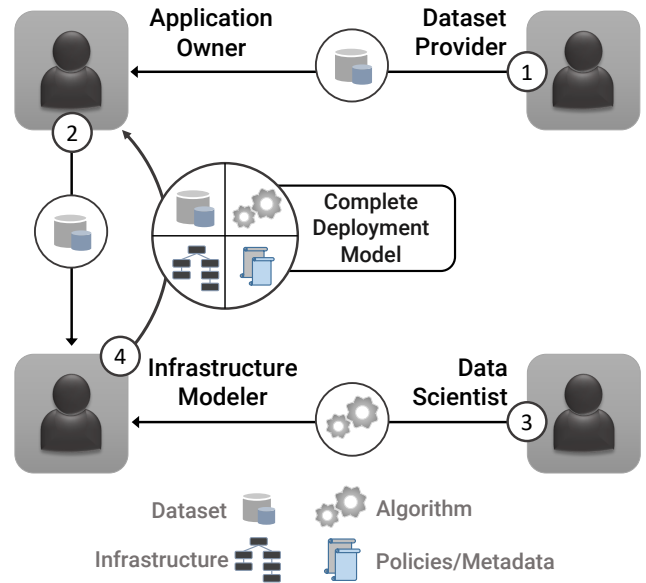 Application
Owner
Dataset
Provider
1
2
Complete
Deployment
Model
4
Infrastructure
Modeler
Data
Scientist
3
Dataset
Algorithm
Infrastructure
Policies/Metadata